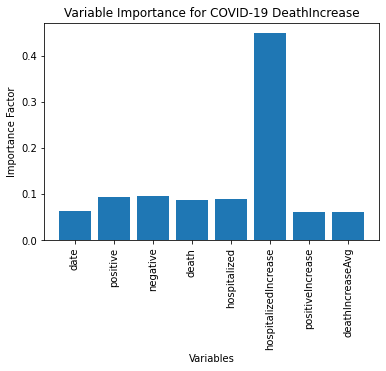 Variable Importance for COVID-19 DeathIncrease
Importance Factor
0.4
0.3
0.2
0.1
0.0
date
positive
negative
death
hospitalized
hospitalizedIncrease
positiveIncrease
deathIncreaseAvg
Variables